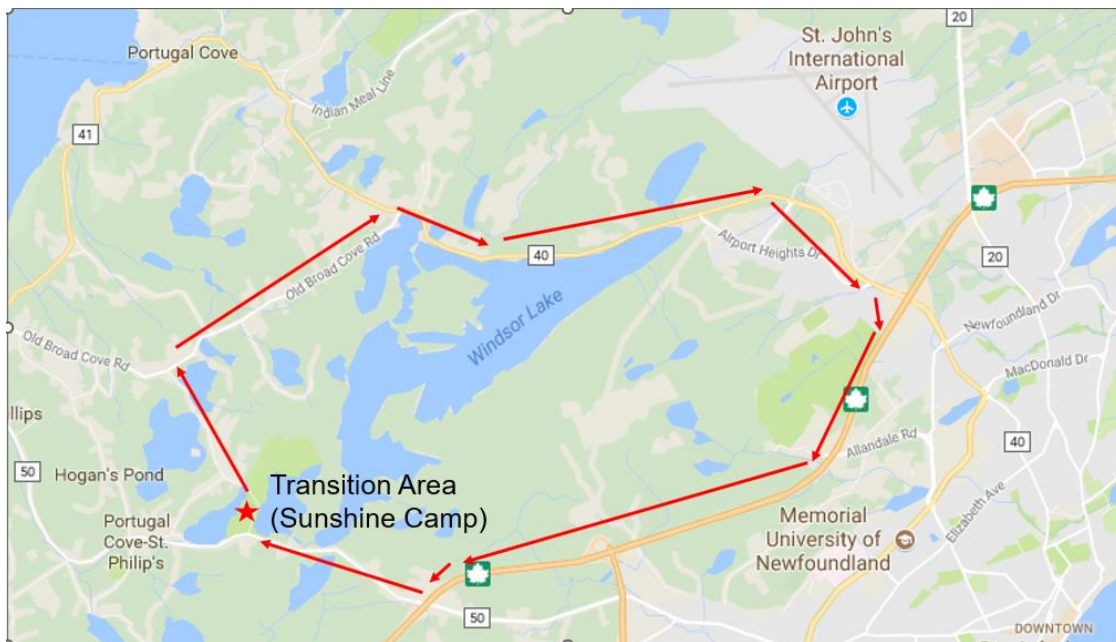 20
Portugal Cove
St. John's
International
Airport
Indian Meal Line
41
Old Broad Cove Rd
40
Airport Heights Dr
20
Windsor Lake
Newfoundland Dr
Old Broad Cove Rd
MacDonald Dr
llips
Allandale Rd
40
50
Hogan's Pond
Transition Area
(Sunshine Camp)
Elizabeth Ave
Portugal
Cove-St.
Philip's
Memorial
University of
Newfoundland
50
DOWNTOWN